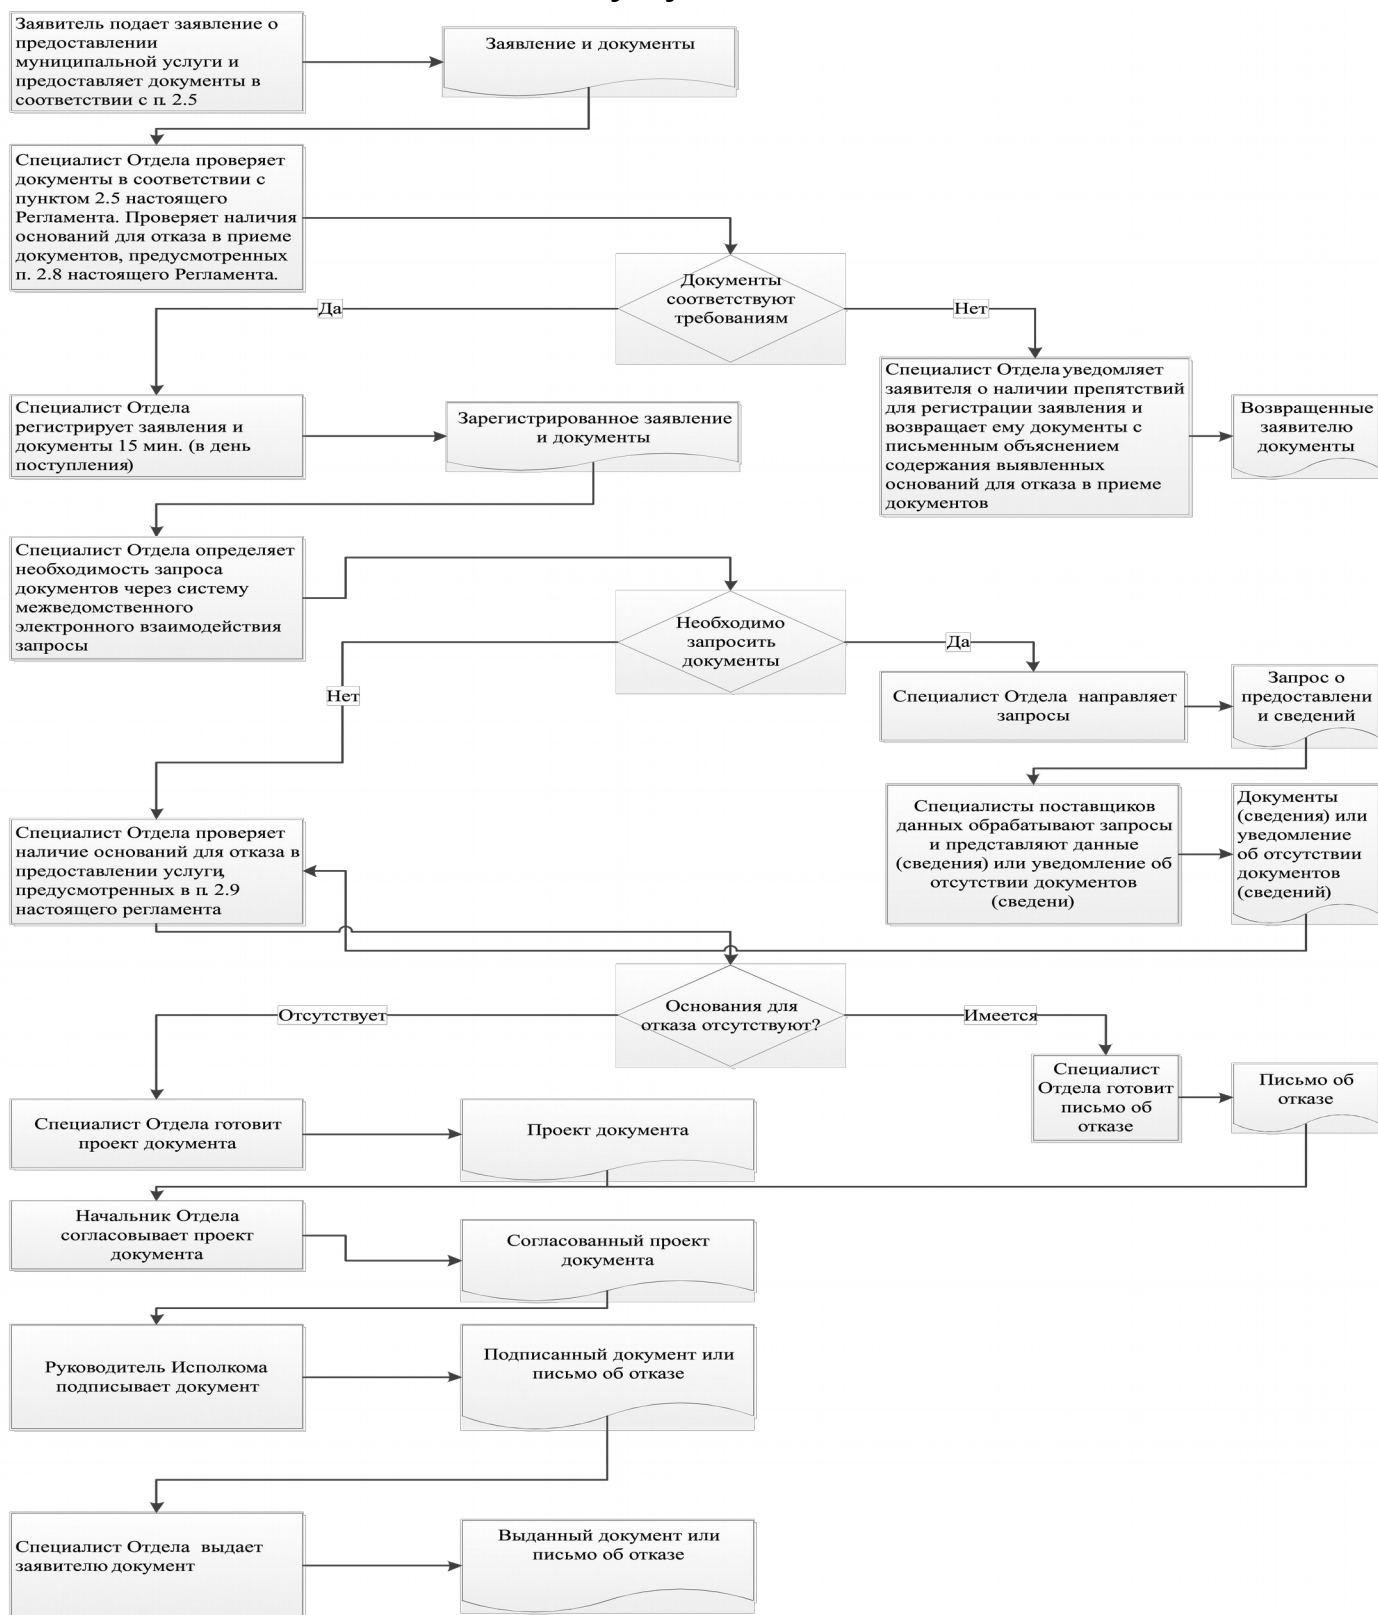 Заявитель подает заявление о
предоставлении
муниципальной услуги и
предоставляет документы в
соответствии с п. 2.5
Заявление и документы
Специалист Отдела проверяет
документы в соответствии с
пунктом 2.5 настоящего
Регламента. Проверяет наличия
оснований для отказа в приеме
документов, предусмотренных
п. 2.8 настоящего Регламента.
Документы
соответствуют
требованиям
Да
Нет
Специалист Отдела уведомляет
заявителя о наличии препятствий
для регистрации заявления и
возвращает ему документы с
письменным объяснением
содержания выявленных
оснований для отказа в приеме
документов
Возвращенные
заявителю
документы
Специалист Отдела
регистрирует заявления и
документы 15 мин. (в день
поступления)
Зарегистрированное заявление
и документы
Специалист Отдела определяет
необходимость запроса
документов через систему
межведомственного
электронного взаимодействия
запросы
Необходимо
запросить
документы
Да
Нет
Специалист Отдела направляет
запросы
Запрос о
предоставлени
и сведений
Специалисты поставщиков
данных обрабатывают запросы
и представляют данные
(сведения) или уведомление об
отсутствии документов
(сведени)
Документы
(сведения) или
уведомление
об отсутствии
документов
(сведений)
Специалист Отдела проверяет
наличие оснований для отказа в
предоставлении услуги,
предусмотренных в п. 2.9
настоящего регламента
Основания для
отказа отсутствуют?
Отсутствует
Имеется
Специалист
Отдела готовит
письмо об
отказе
Письмо об
отказе
Специалист Отдела готовит
проект документа
Проект документа
Начальник Отдела
согласовывает проект
документа
Согласованный проект
документа
Руководитель Исполкома
подписывает документ
Подписанный документ или
письмо об отказе
Специалист Отдела выдает
заявителю документ
Выданный документ или
письмо об отказе